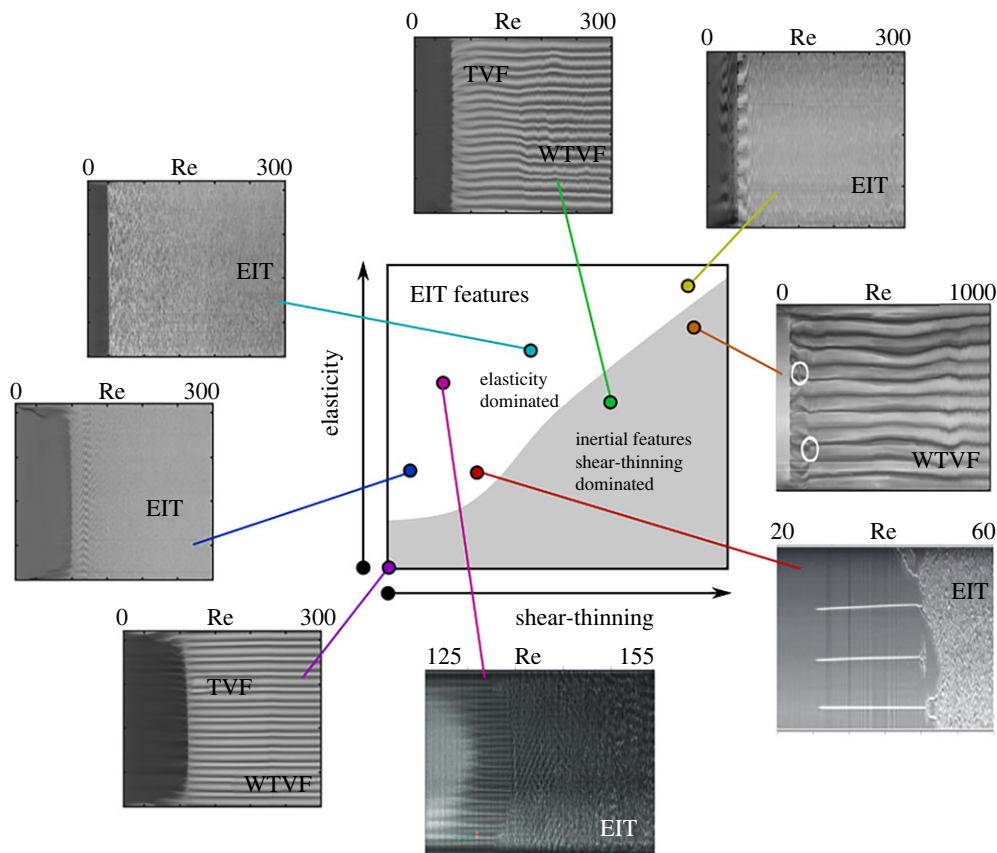 0 Re 300
TVF
WTVF
0 Re 300
EIT
0 Re 300
EIT
EIT features
elasticity
dominated
inertial features
shear-thinning
dominated
elasticity
shear-thinning
0 Re 1000
WTVF
0 Re 300
EIT
20 Re 60
EIT
0 Re 300
TVF
WTVF
125 Re 155
EIT